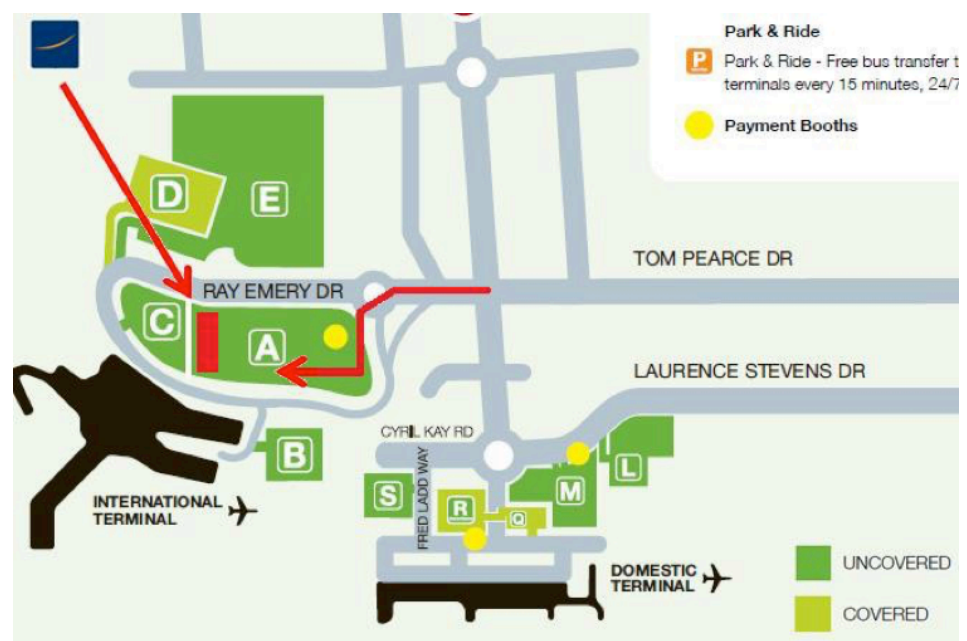 Park & Ride
P
Park & Ride - Free bus transfer t
terminals every 15 minutes, 24/7
Payment Booths
D
E
TOM PEARCE DR
RAY EMERY DR
C
A
LAURENCE STEVENS DR
CYRIL KAY RD
B
FRED LADD WAY
S
R
Q
M
L
INTERNATIONAL
TERMINAL
DOMESTIC
TERMINAL
UNCOVERED
COVERED